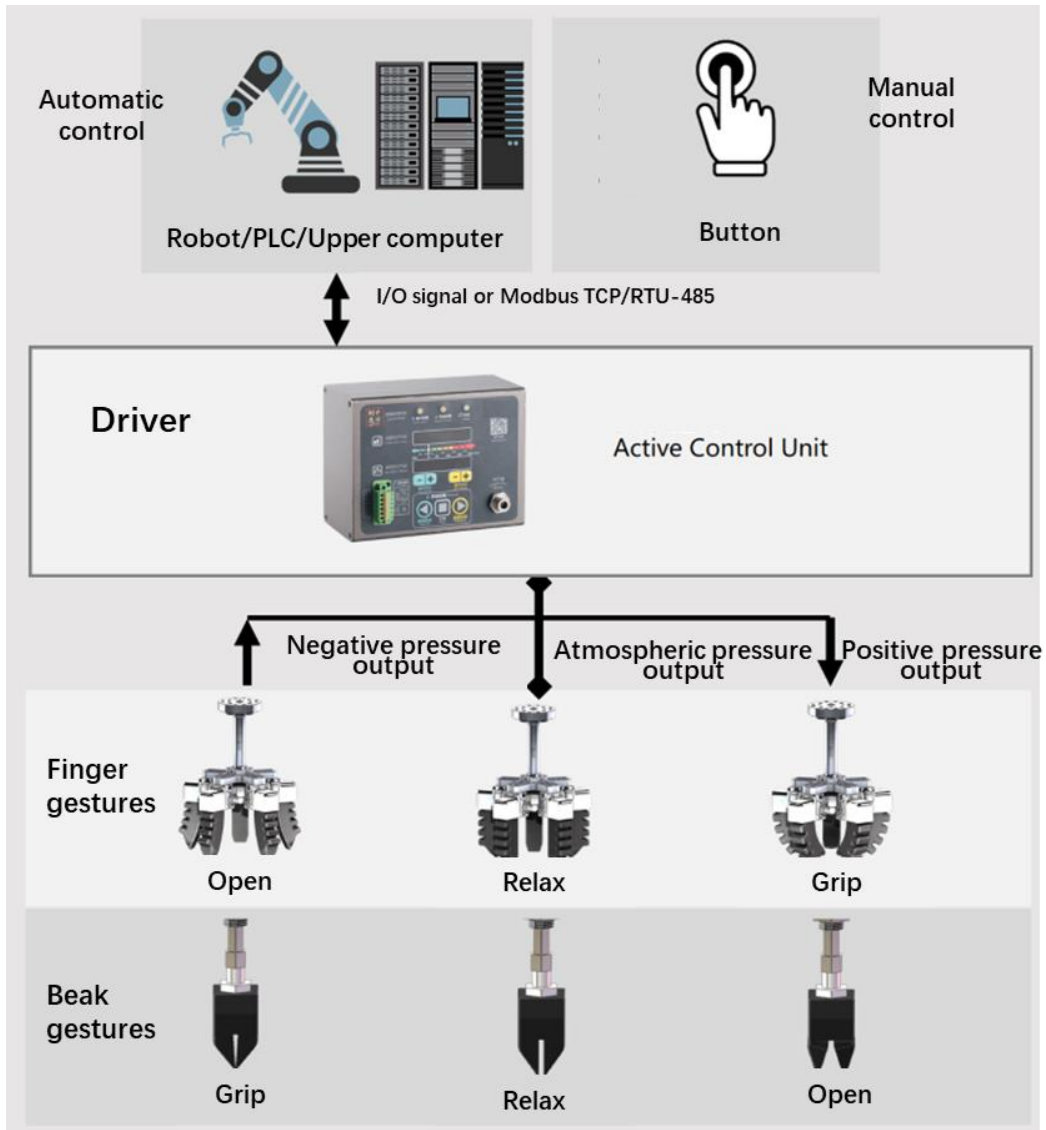 Automatic
control
Manual
control
Robot/PLC/Upper computer
Button
I/O signal or Modbus TCP/RTU-485
Driver
Active Control Unit
Negative pressure
output
Atmospheric pressure
output
Positive pressure
output
Finger
gestures
Open
Relax
Grip
Beak
gestures
Grip
Relax
Open